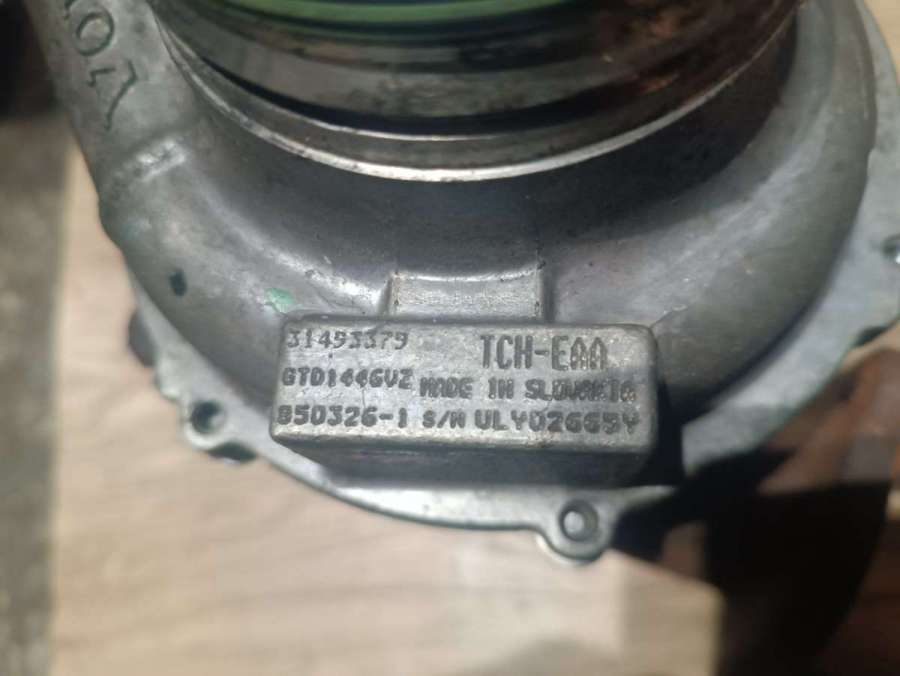 31493379 TCH-EAA
GTD1446VZ MADE IN SLOVAKIA
850326-1 S/N ULY02665Y